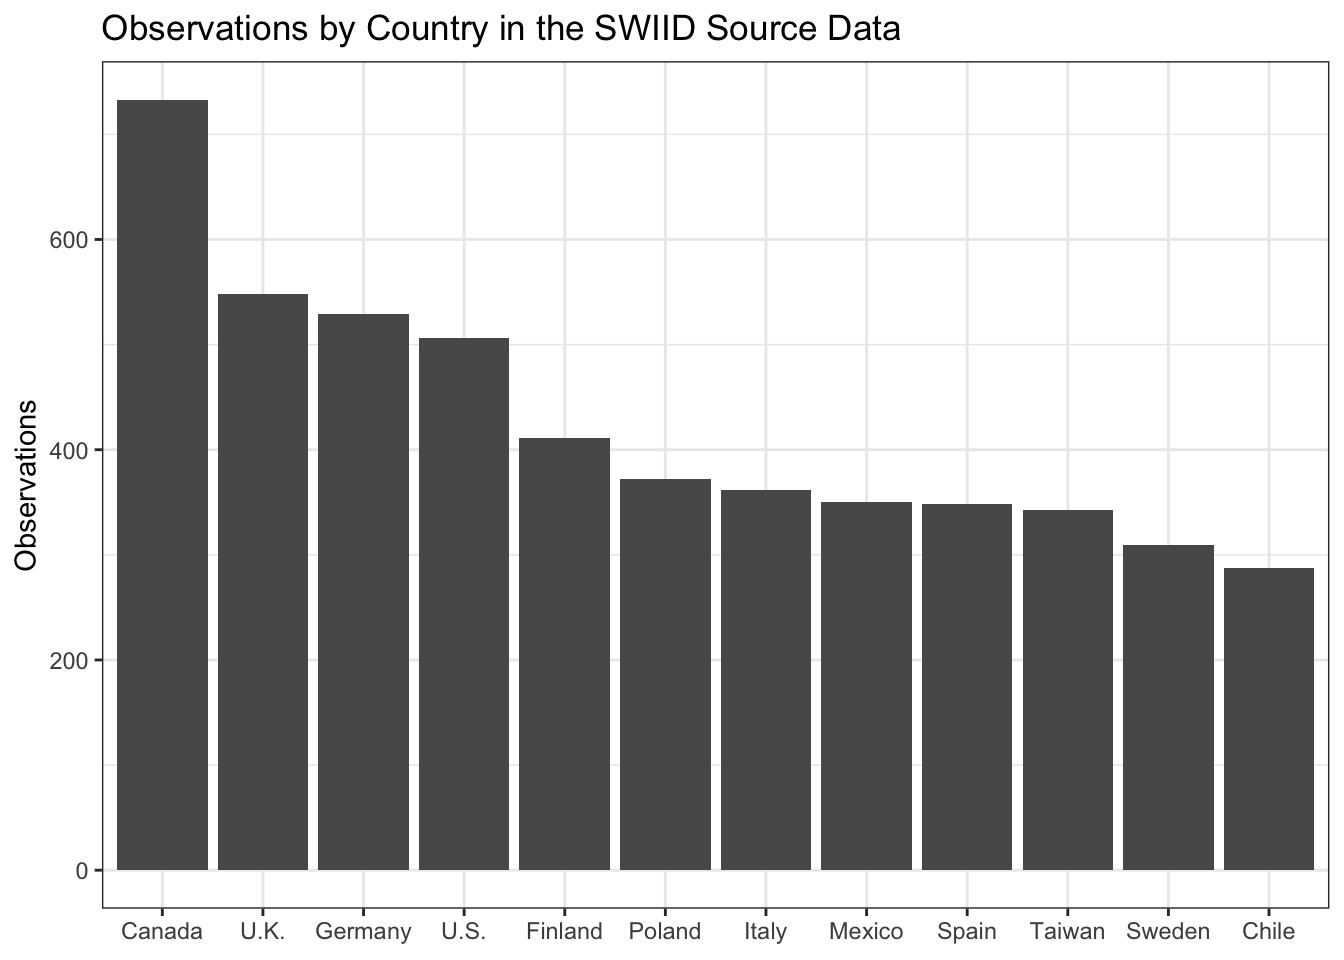 Observations by Country in the SWIID Source Data
Observations
600
400
200
0
Canada U.K. Germany U.S. Finland Poland Italy Mexico Spain Taiwan Sweden Chile